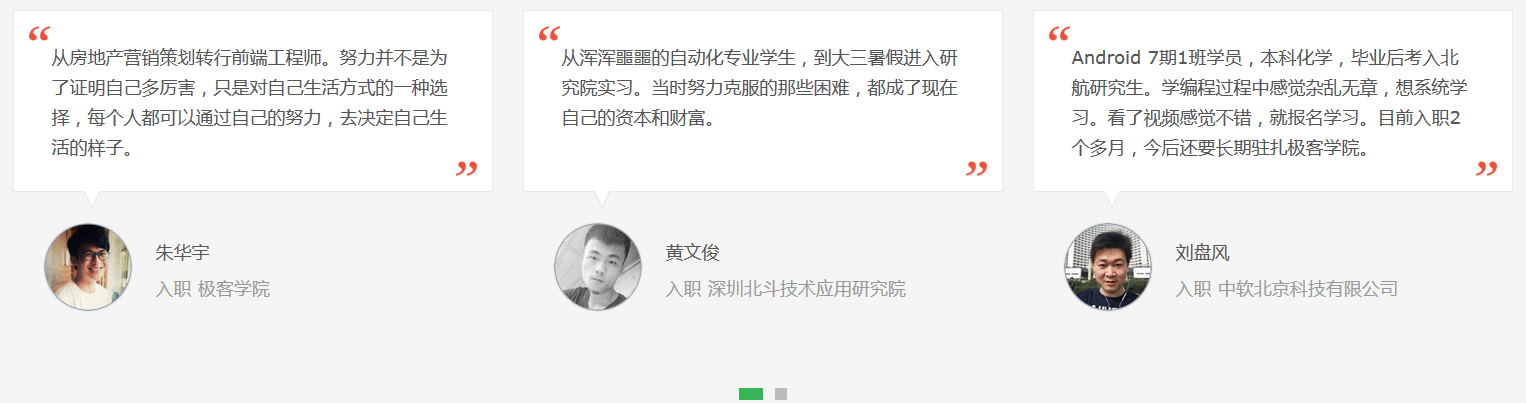 “
从房地产营销策划转行前端工程师。努力并不是为
了证明自己多厉害，只是对自己生活方式的一种选
择，每个人都可以通过自己的努力，去决定自己生
活的样子。
”
朱华宇
入职 极客学院
“
从浑浑噩噩的自动化专业学生，到大三暑假进入研
究院实习。当时努力克服的那些困难，都成了现在
自己的资本和财富。
”
黄文俊
入职 深圳北斗技术应用研究院
“
Android 7期1班学员，本科化学，毕业后考入北
航研究生。学编程过程中感觉杂乱无章，想系统学
习。看了视频感觉不错，就报名学习。目前入职2
个多月，今后还要长期驻扎极客学院。
”
刘盘风
入职 中软北京科技有限公司